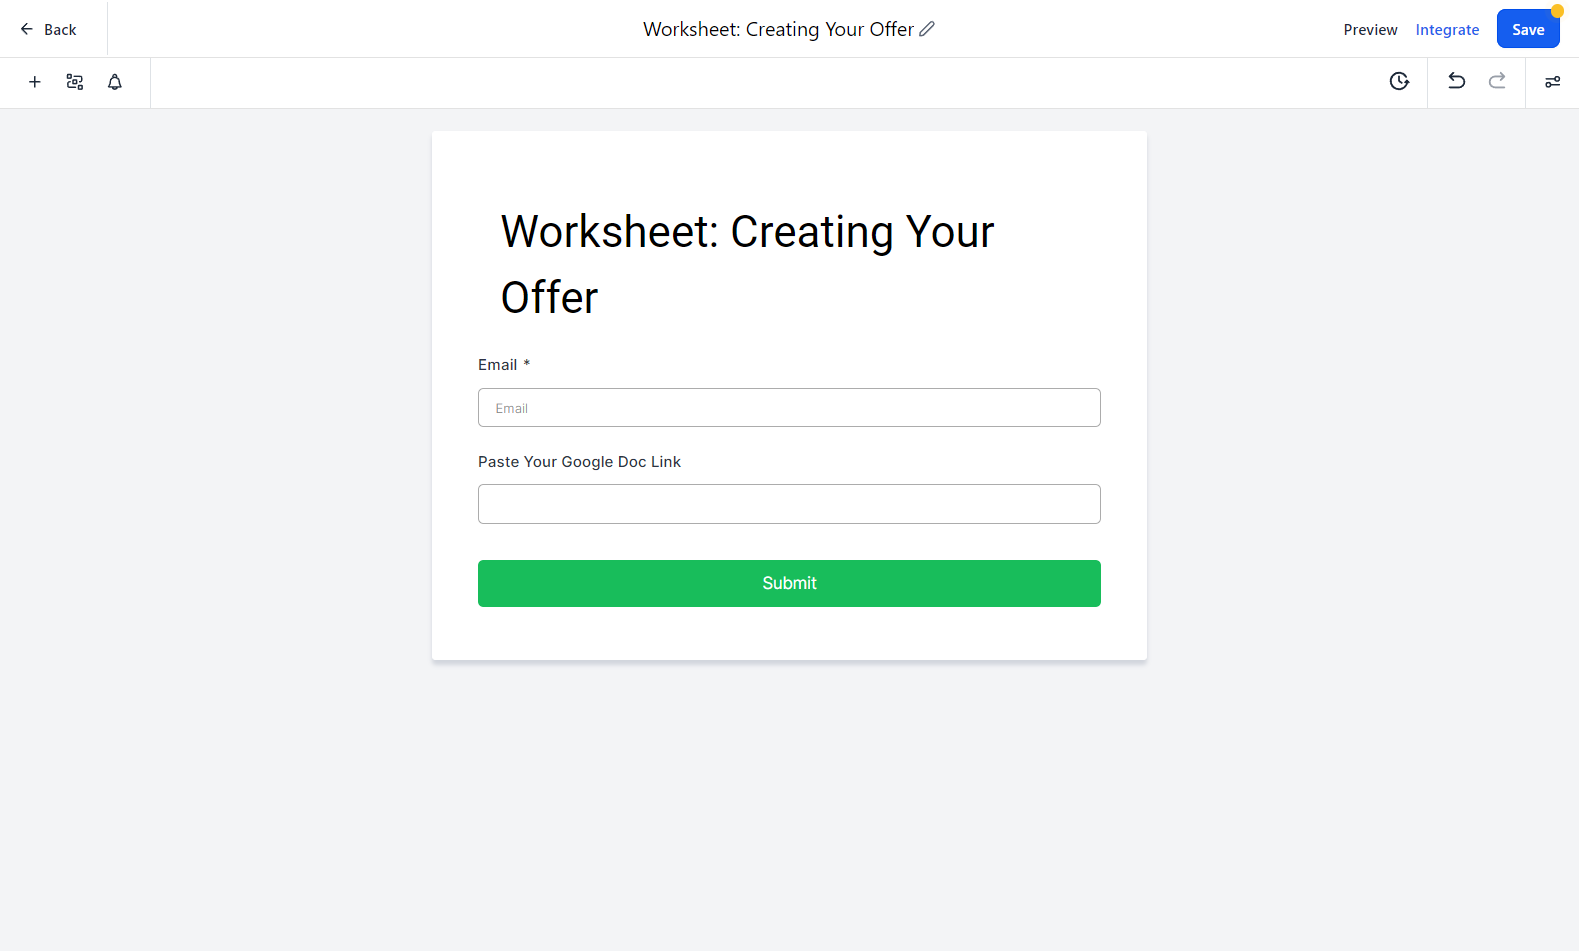 Back
Worksheet: Creating Your Offer
Preview
Integrate
Save
Worksheet: Creating Your
Offer
Email *
Email
Paste Your Google Doc Link
Submit